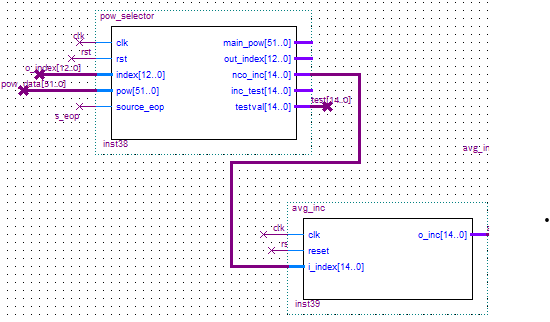 pow_selector
clk
clk
main_pow[51..0]
rst
rst
out_index[12..0]
o_index[12..0]
index[12..0]
nco_inc[14..0]
pow_data[51..0]
pow[51..0]
inc_test[14..0]
source_eop
testval[14..0]
test[14..0]
s_eop
inst38
avg_in
avg_inc
clk
clk
o_inc[14..0]
rs
reset
i_index[14..0]
inst39